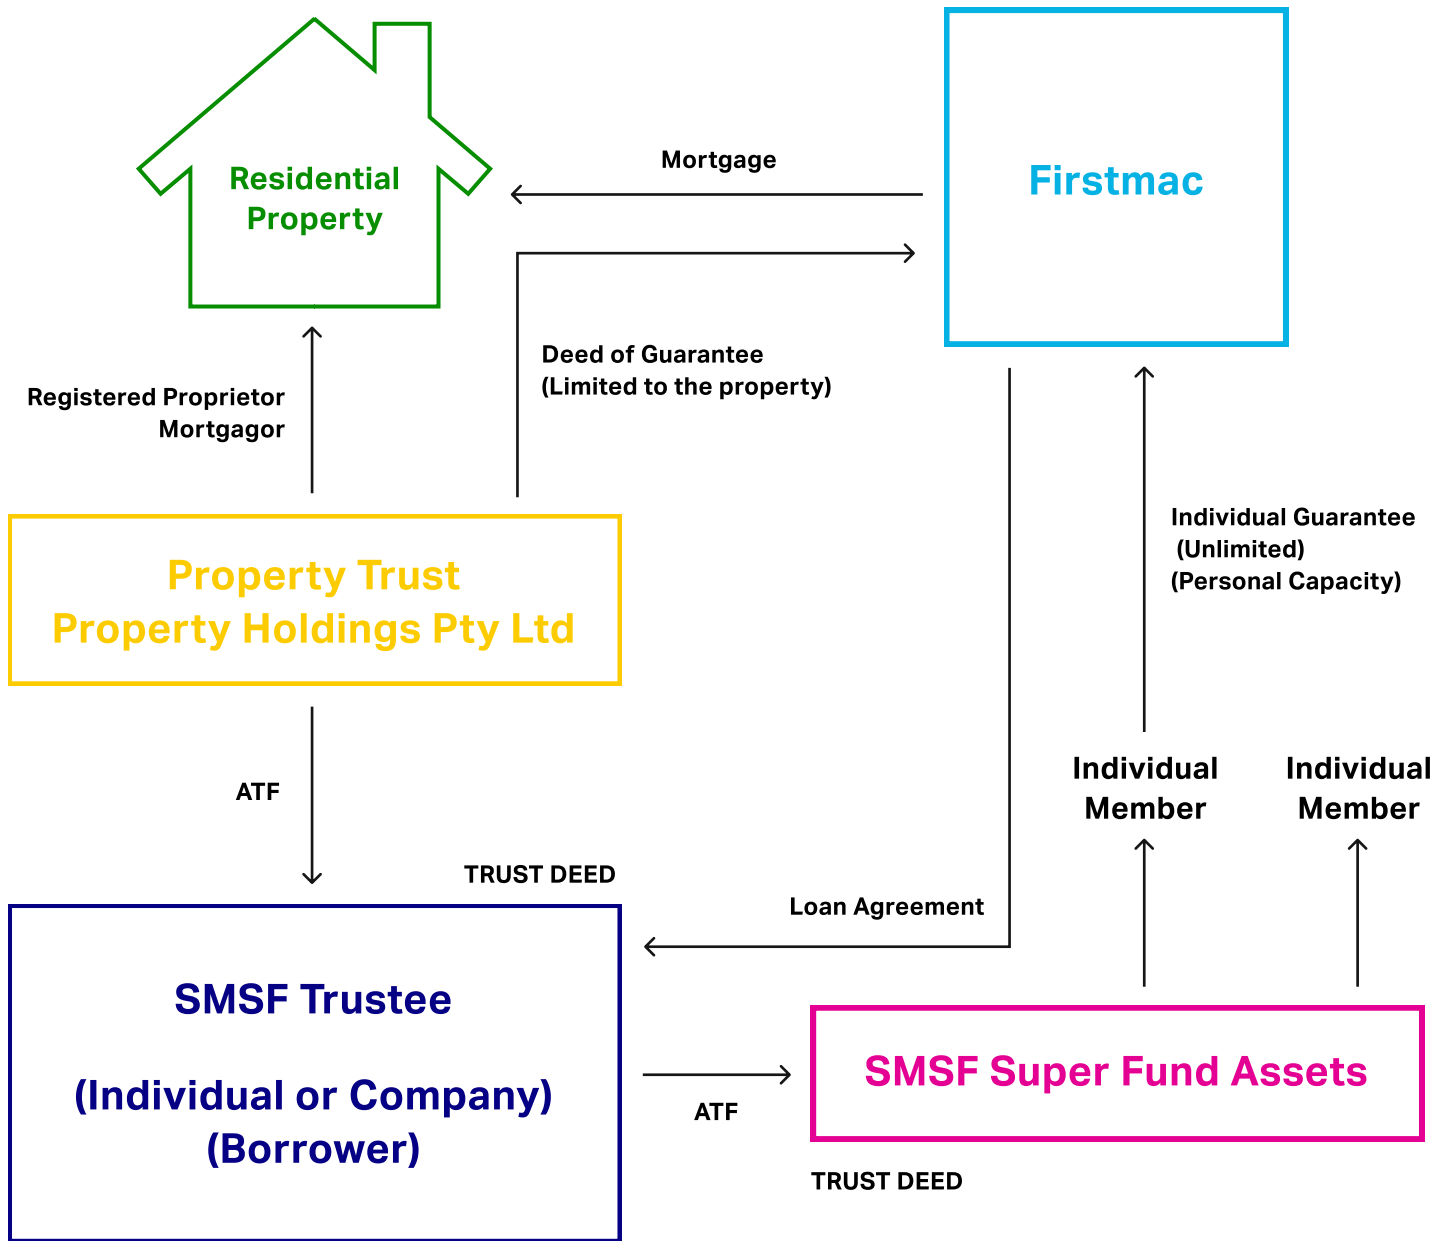 Residential
Property
Mortgage
Firstmac
Deed of Guarantee
(Limited to the property)
Registered Proprietor
Mortgagor
Property Trust
Property Holdings Pty Ltd
Individual Guarantee
(Unlimited)
(Personal Capacity)
ATF
Individual
Member
Individual
Member
TRUST DEED
Loan Agreement
SMSF Trustee
(Individual or Company)
(Borrower)
ATF
SMSF Super Fund Assets
TRUST DEED